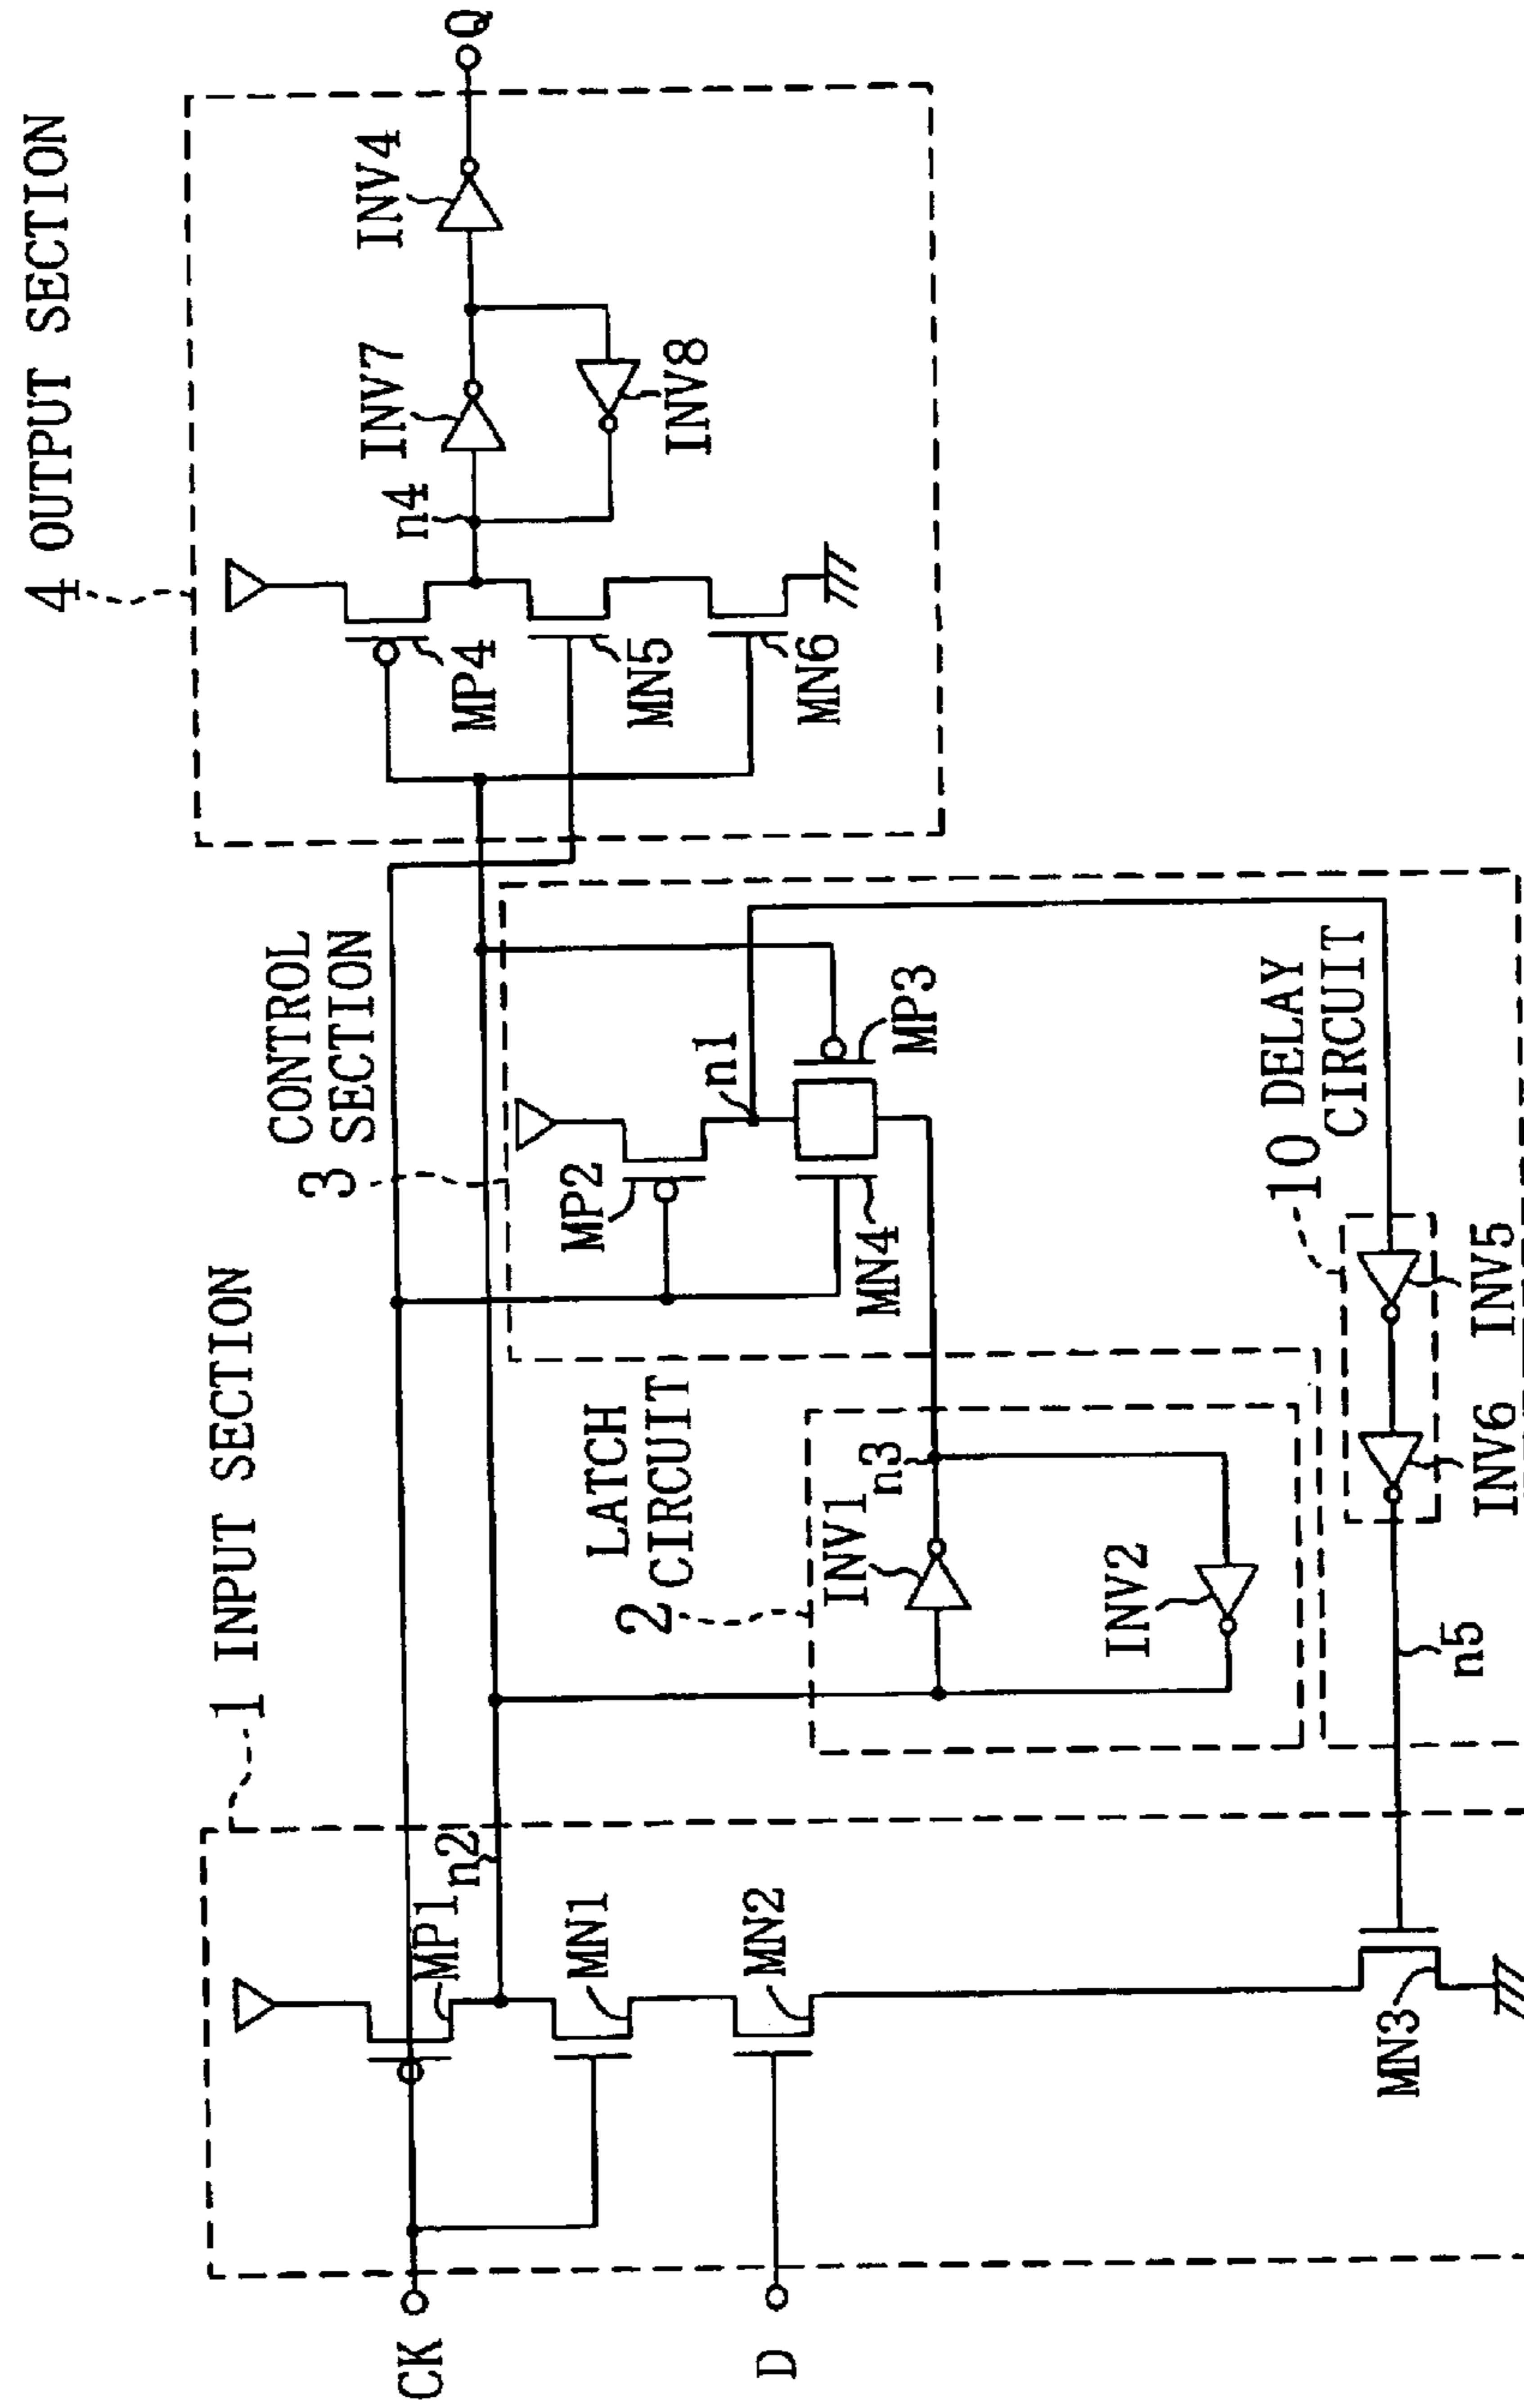 1 INPUT SECTION
CK
D
MP1
n2
MN1
MN2
MN3
2 LATCH
CIRCUIT
INV1
n3
INV2
n5
3 CONTROL
SECTION
MP2
n1
MN4
MP3
10 DELAY
CIRCUIT
INV6
INV5
4 OUTPUT SECTION
MP4
MN5
MN6
n4
INV7
INV8
INV4
Q